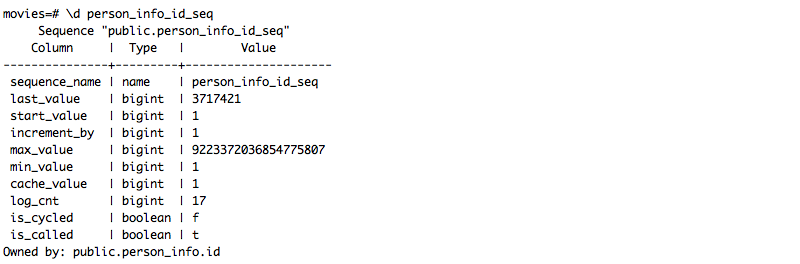 movies=# \d person_info_id_seq
     Sequence "public.person_info_id_seq"
    Column     |  Type   |        Value
---------------+---------+---------------------
 sequence_name | name    | person_info_id_seq
 last_value    | bigint  | 3717421
 start_value   | bigint  | 1
 increment_by  | bigint  | 1
 max_value     | bigint  | 9223372036854775807
 min_value     | bigint  | 1
 cache_value   | bigint  | 1
 log_cnt       | bigint  | 17
 is_cycled     | boolean | f
 is_called     | boolean | t
Owned by: public.person_info.id